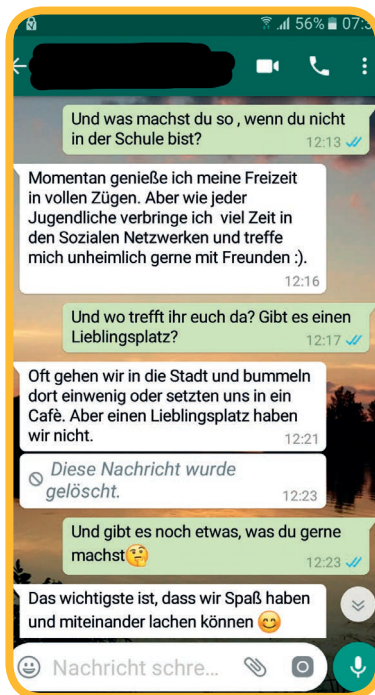 56% 07:3
Und was machst du so , wenn du nicht
in der Schule bist?
12:13
Momentan genieße ich meine Freizeit
in vollen Zügen. Aber wie jeder
Jugendliche verbringe ich viel Zeit in
den Sozialen Netzwerken und treffe
mich unheimlich gerne mit Freunden :).
12:16
Und wo trefft ihr euch da? Gibt es einen
Lieblingsplatz?
12:17
Oft gehen wir in die Stadt und bummeln
dort einwenig oder setzten uns in ein
Cafè. Aber einen Lieblingsplatz haben
wir nicht.
12:21
Diese Nachricht wurde
gelöscht.
12:23
Und gibt es noch etwas, was du gerne
machst🤔
12:23
Das wichtigste ist, dass wir Spaß haben
und miteinander lachen können 😊
Nachricht schre...